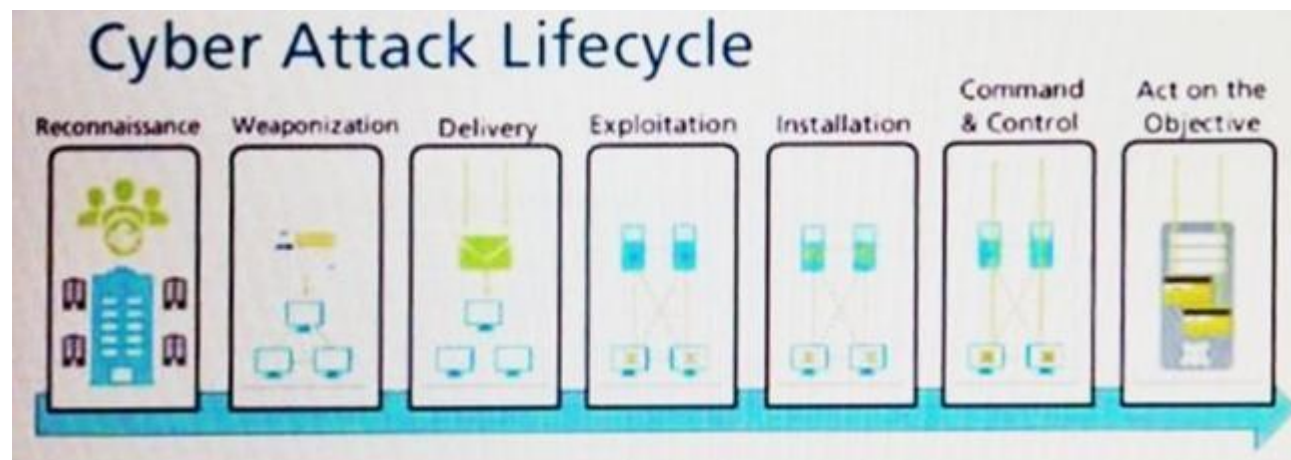 Cyber Attack Lifecycle
Reconnaissance
Weaponization
Delivery
Exploitation
Installation
Command
& Control
Act on the
Objective